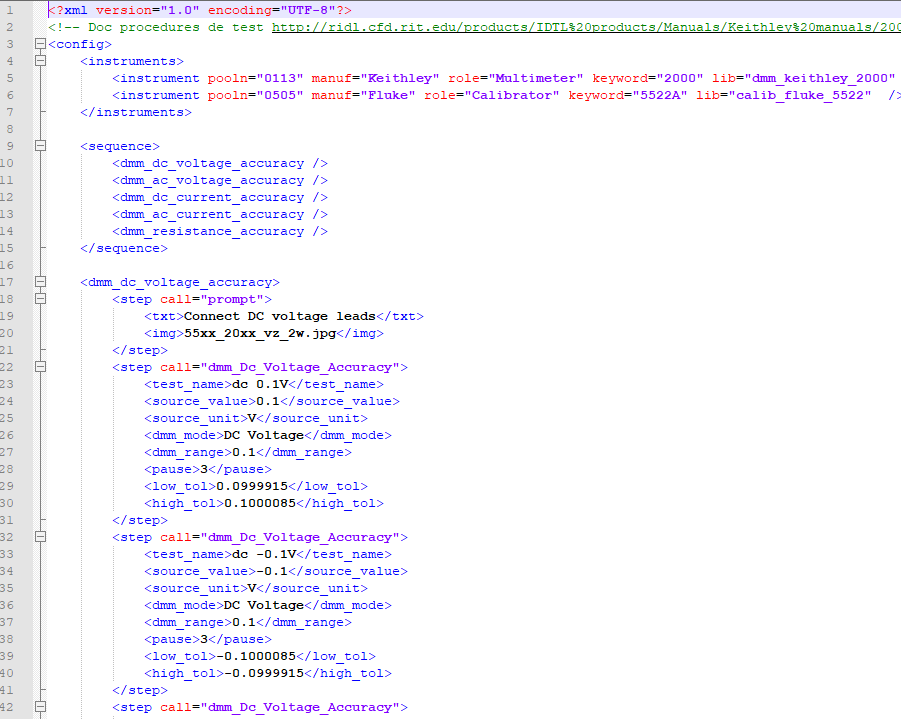 1 <?xml version="1.0" encoding="UTF-8"?>
2 <!-- Doc procedures de test http://ridl.cfd.rit.edu/products/IDTL%20products/Manuals/Keithley%20manuals/200
3 <config>
4 <instruments>
5 <instrument pooln="0113" manuf="Keithley" role="Multimeter" keyword="2000" lib="dmm_keithley_2000"
6 <instrument pooln="0505" manuf="Fluke" role="Calibrator" keyword="5522A" lib="calib_fluke_5522" />
7 </instruments>
8
9 <sequence>
10 <dmm_dc_voltage_accuracy />
11 <dmm_ac_voltage_accuracy />
12 <dmm_dc_current_accuracy />
13 <dmm_ac_current_accuracy />
14 <dmm_resistance_accuracy />
15 </sequence>
16
17 <dmm_dc_voltage_accuracy>
18 <step call="prompt">
19 <txt>Connect DC voltage leads</txt>
20 <img>55xx_20xx_vz_2w.jpg</img>
21 </step>
22 <step call="dmm_Dc_Voltage_Accuracy">
23 <test_name>dc 0.1V</test_name>
24 <source_value>0.1</source_value>
25 <source_unit>V</source_unit>
26 <dmm_mode>DC Voltage</dmm_mode>
27 <dmm_range>0.1</dmm_range>
28 <pause>3</pause>
29 <low_tol>0.0999915</low_tol>
30 <high_tol>0.1000085</high_tol>
31 </step>
32 <step call="dmm_Dc_Voltage_Accuracy">
33 <test_name>dc -0.1V</test_name>
34 <source_value>-0.1</source_value>
35 <source_unit>V</source_unit>
36 <dmm_mode>DC Voltage</dmm_mode>
37 <dmm_range>0.1</dmm_range>
38 <pause>3</pause>
39 <low_tol>-0.1000085</low_tol>
40 <high_tol>-0.0999915</high_tol>
41 </step>
42 <step call="dmm_Dc_Voltage_Accuracy">